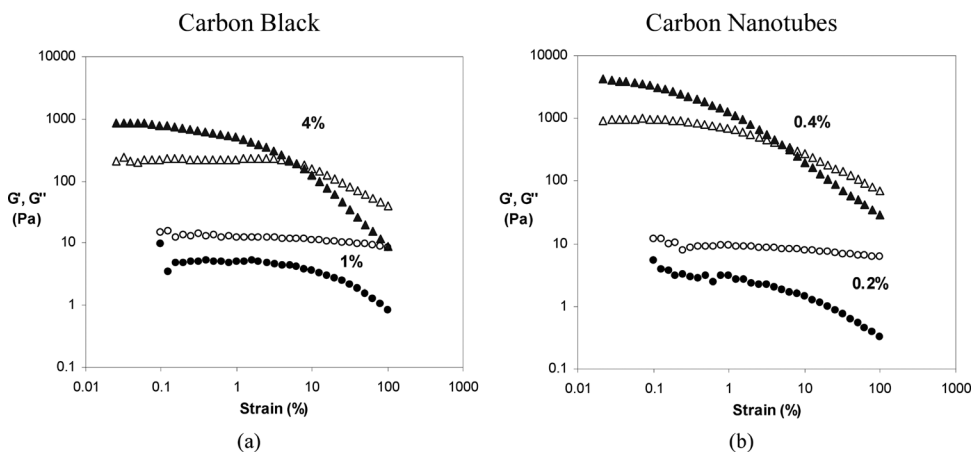 Carbon Black
10000
1000
100
10
1
0.1
G', G''
(Pa)
4%
1%
0.01 0.1 1 10 100 1000
Strain (%)
(a)
Carbon Nanotubes
10000
1000
100
10
1
0.1
G', G''
(Pa)
0.4%
0.2%
0.01 0.1 1 10 100 1000
Strain (%)
(b)